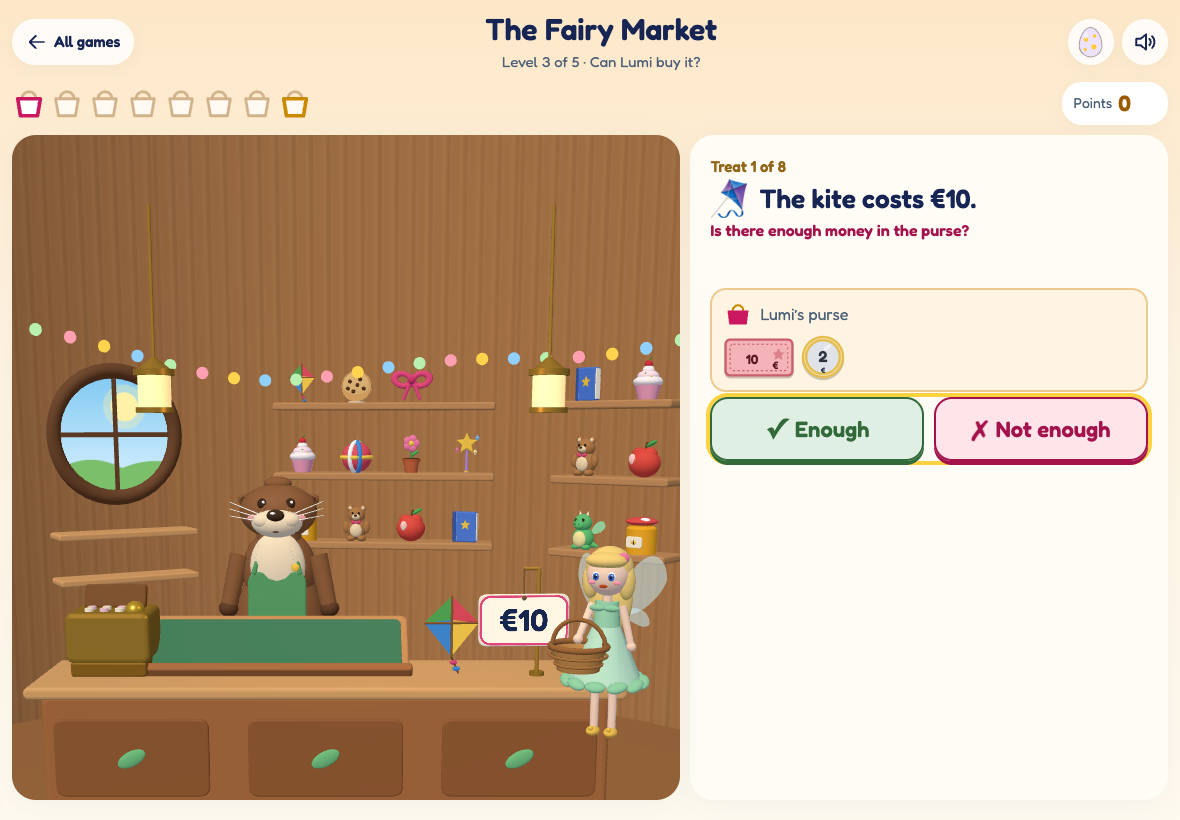 All games
The Fairy Market
Level 3 of 5 · Can Lumi buy it?
Points 0
Treat 1 of 8
The kite costs €10.
Is there enough money in the purse?
Lumi's purse
10 €
2 €
✓ Enough
✗ Not enough
€10